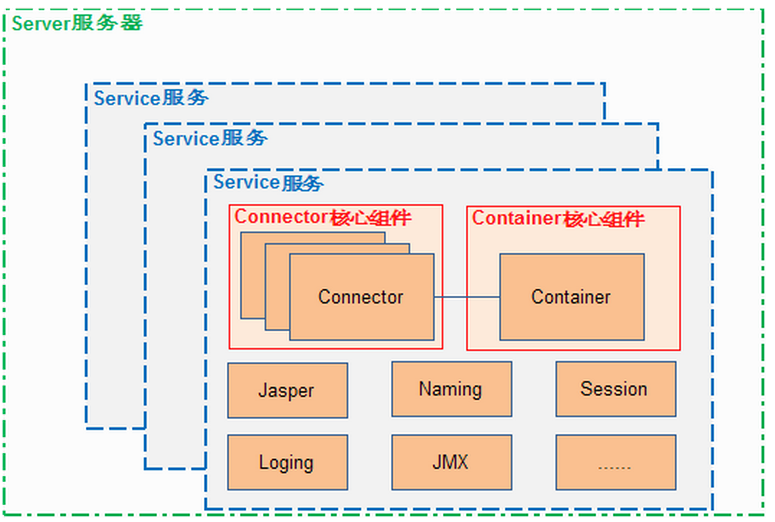 Server服务器
Service服务
Service服务
Service服务
Connector核心组件
Container核心组件
Connector
Container
Jasper
Naming
Session
Loging
JMX
......